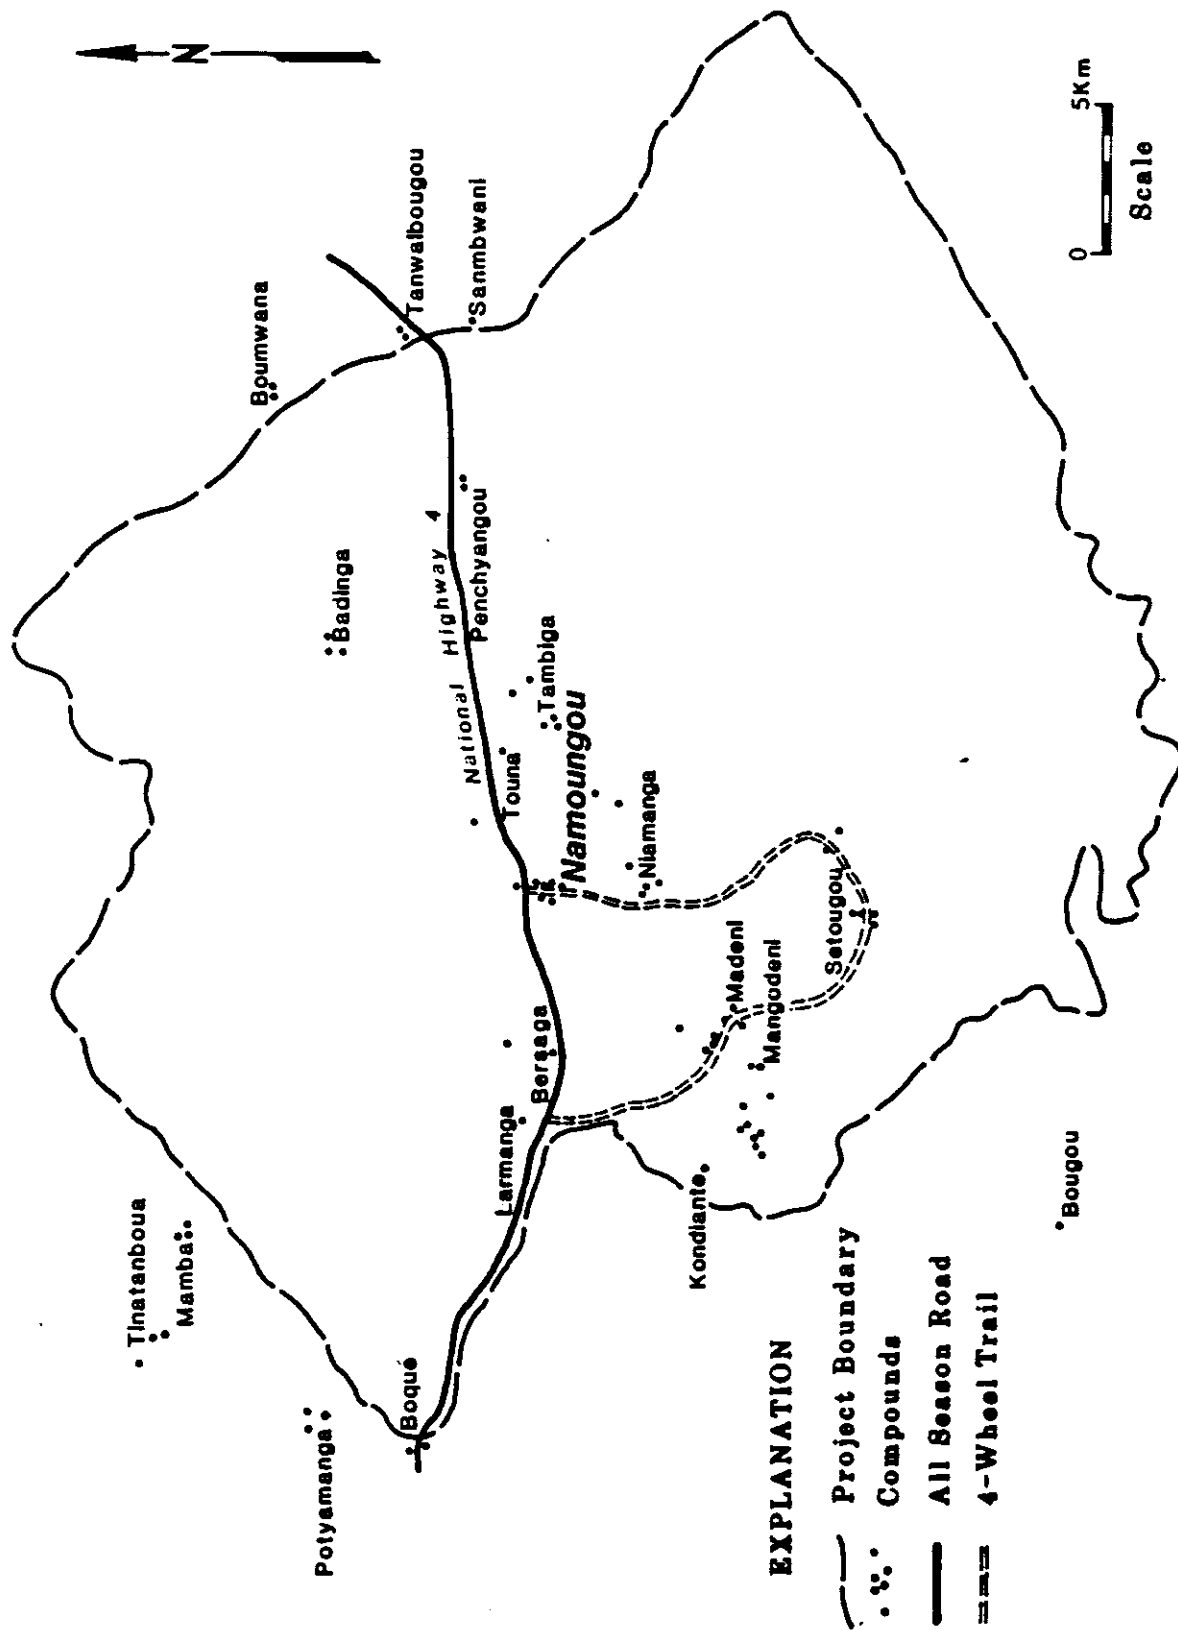 N
Boumwana
Tanwalbougou
Sanmbwani
Badinga
National Highway 4
Penchyangou
Tambiga
Touna
Namoungou
Niamanga
Tinatanboua
Mamba
Potyamanga
Boqué
Larmanga
Bersaga
Madeni
Mangodeni
Setougou
Kondianto
Bougou
EXPLANATION
Project Boundary
Compounds
All Season Road
4-Wheel Trail
0 5Km
Scale